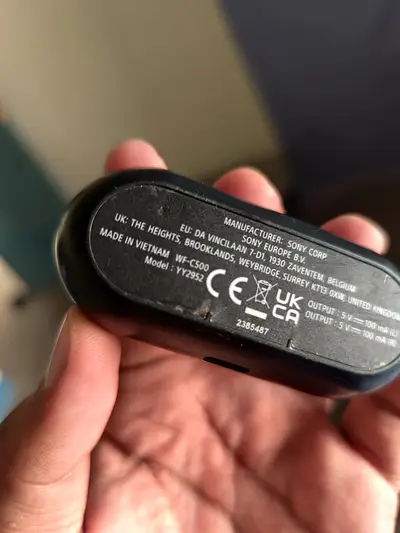 MANUFACTURER: SONY CORP
SONY EUROPE B.V.
EU: DA VINCILAAN 7-D1, 1930 ZAVENTEM, BELGIUM
UK: THE HEIGHTS, BROOKLANDS, WEYBRIDGE, SURREY KT13 0XW, UNITED KINGDOM
MADE IN VIETNAM WF-C500
Model : YY2952
CE UK CA
OUTPUT : 5 V 100 mA (L)
OUTPUT : 5 V 100 mA (R)
2385487